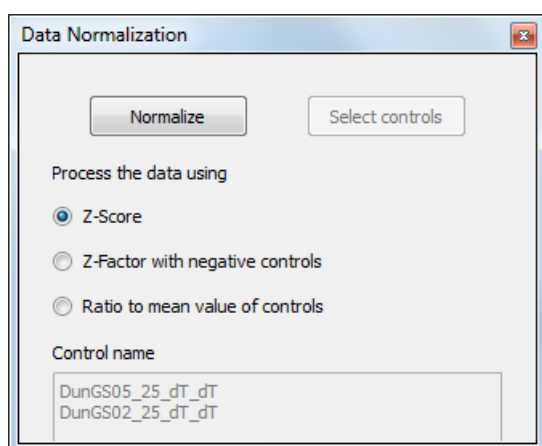 Data Normalization
Normalize Select controls
Process the data using
Z-Score
Z-Factor with negative controls
Ratio to mean value of controls
Control name
DunGS05_25_dT_dT
DunGS02_25_dT_dT